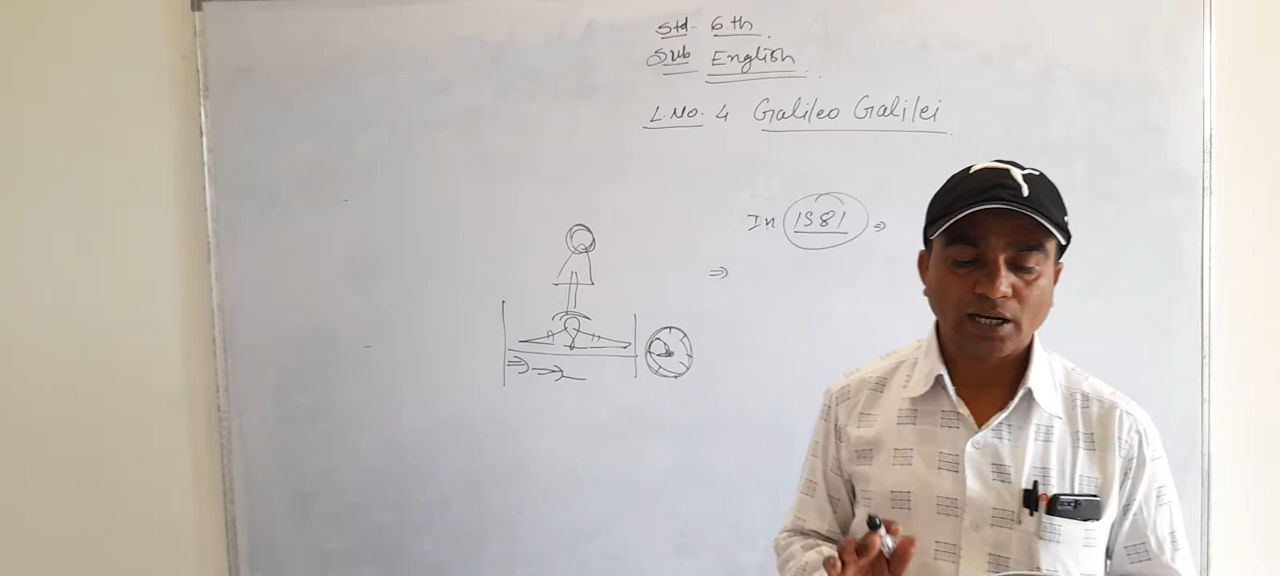 Std. 6th.
Sub English
L.No. 4 Galileo Galilei
In 1581 ⇒
⇒